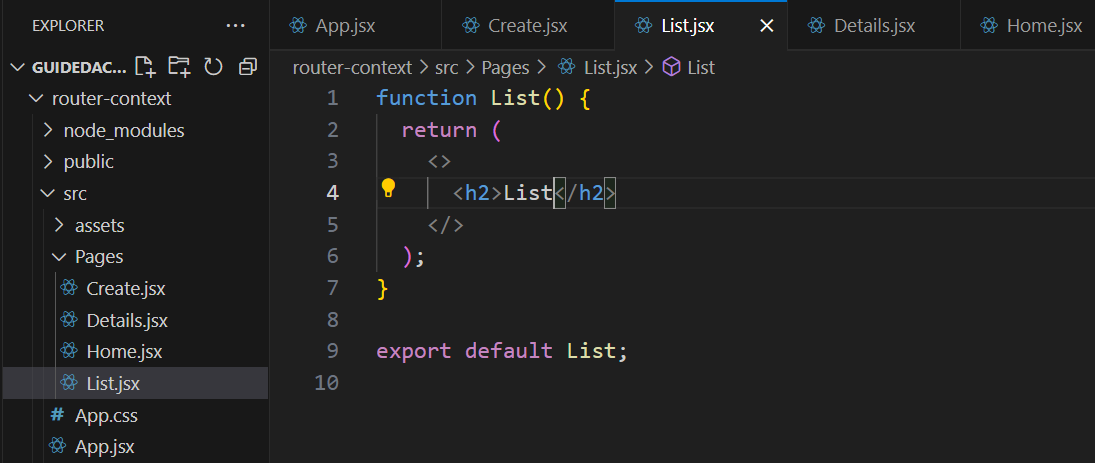 EXPLORER ...
GUIDEDAC...
router-context
node_modules
public
src
assets
Pages
Create.jsx
Details.jsx
Home.jsx
List.jsx
# App.css
App.jsx
App.jsx Create.jsx List.jsx Details.jsx Home.jsx
router-context > src > Pages > List.jsx > List
1 function List() {
2 return (
3 <>
4 <h2>List</h2>
5 </>
6 );
7 }
8
9 export default List;
10